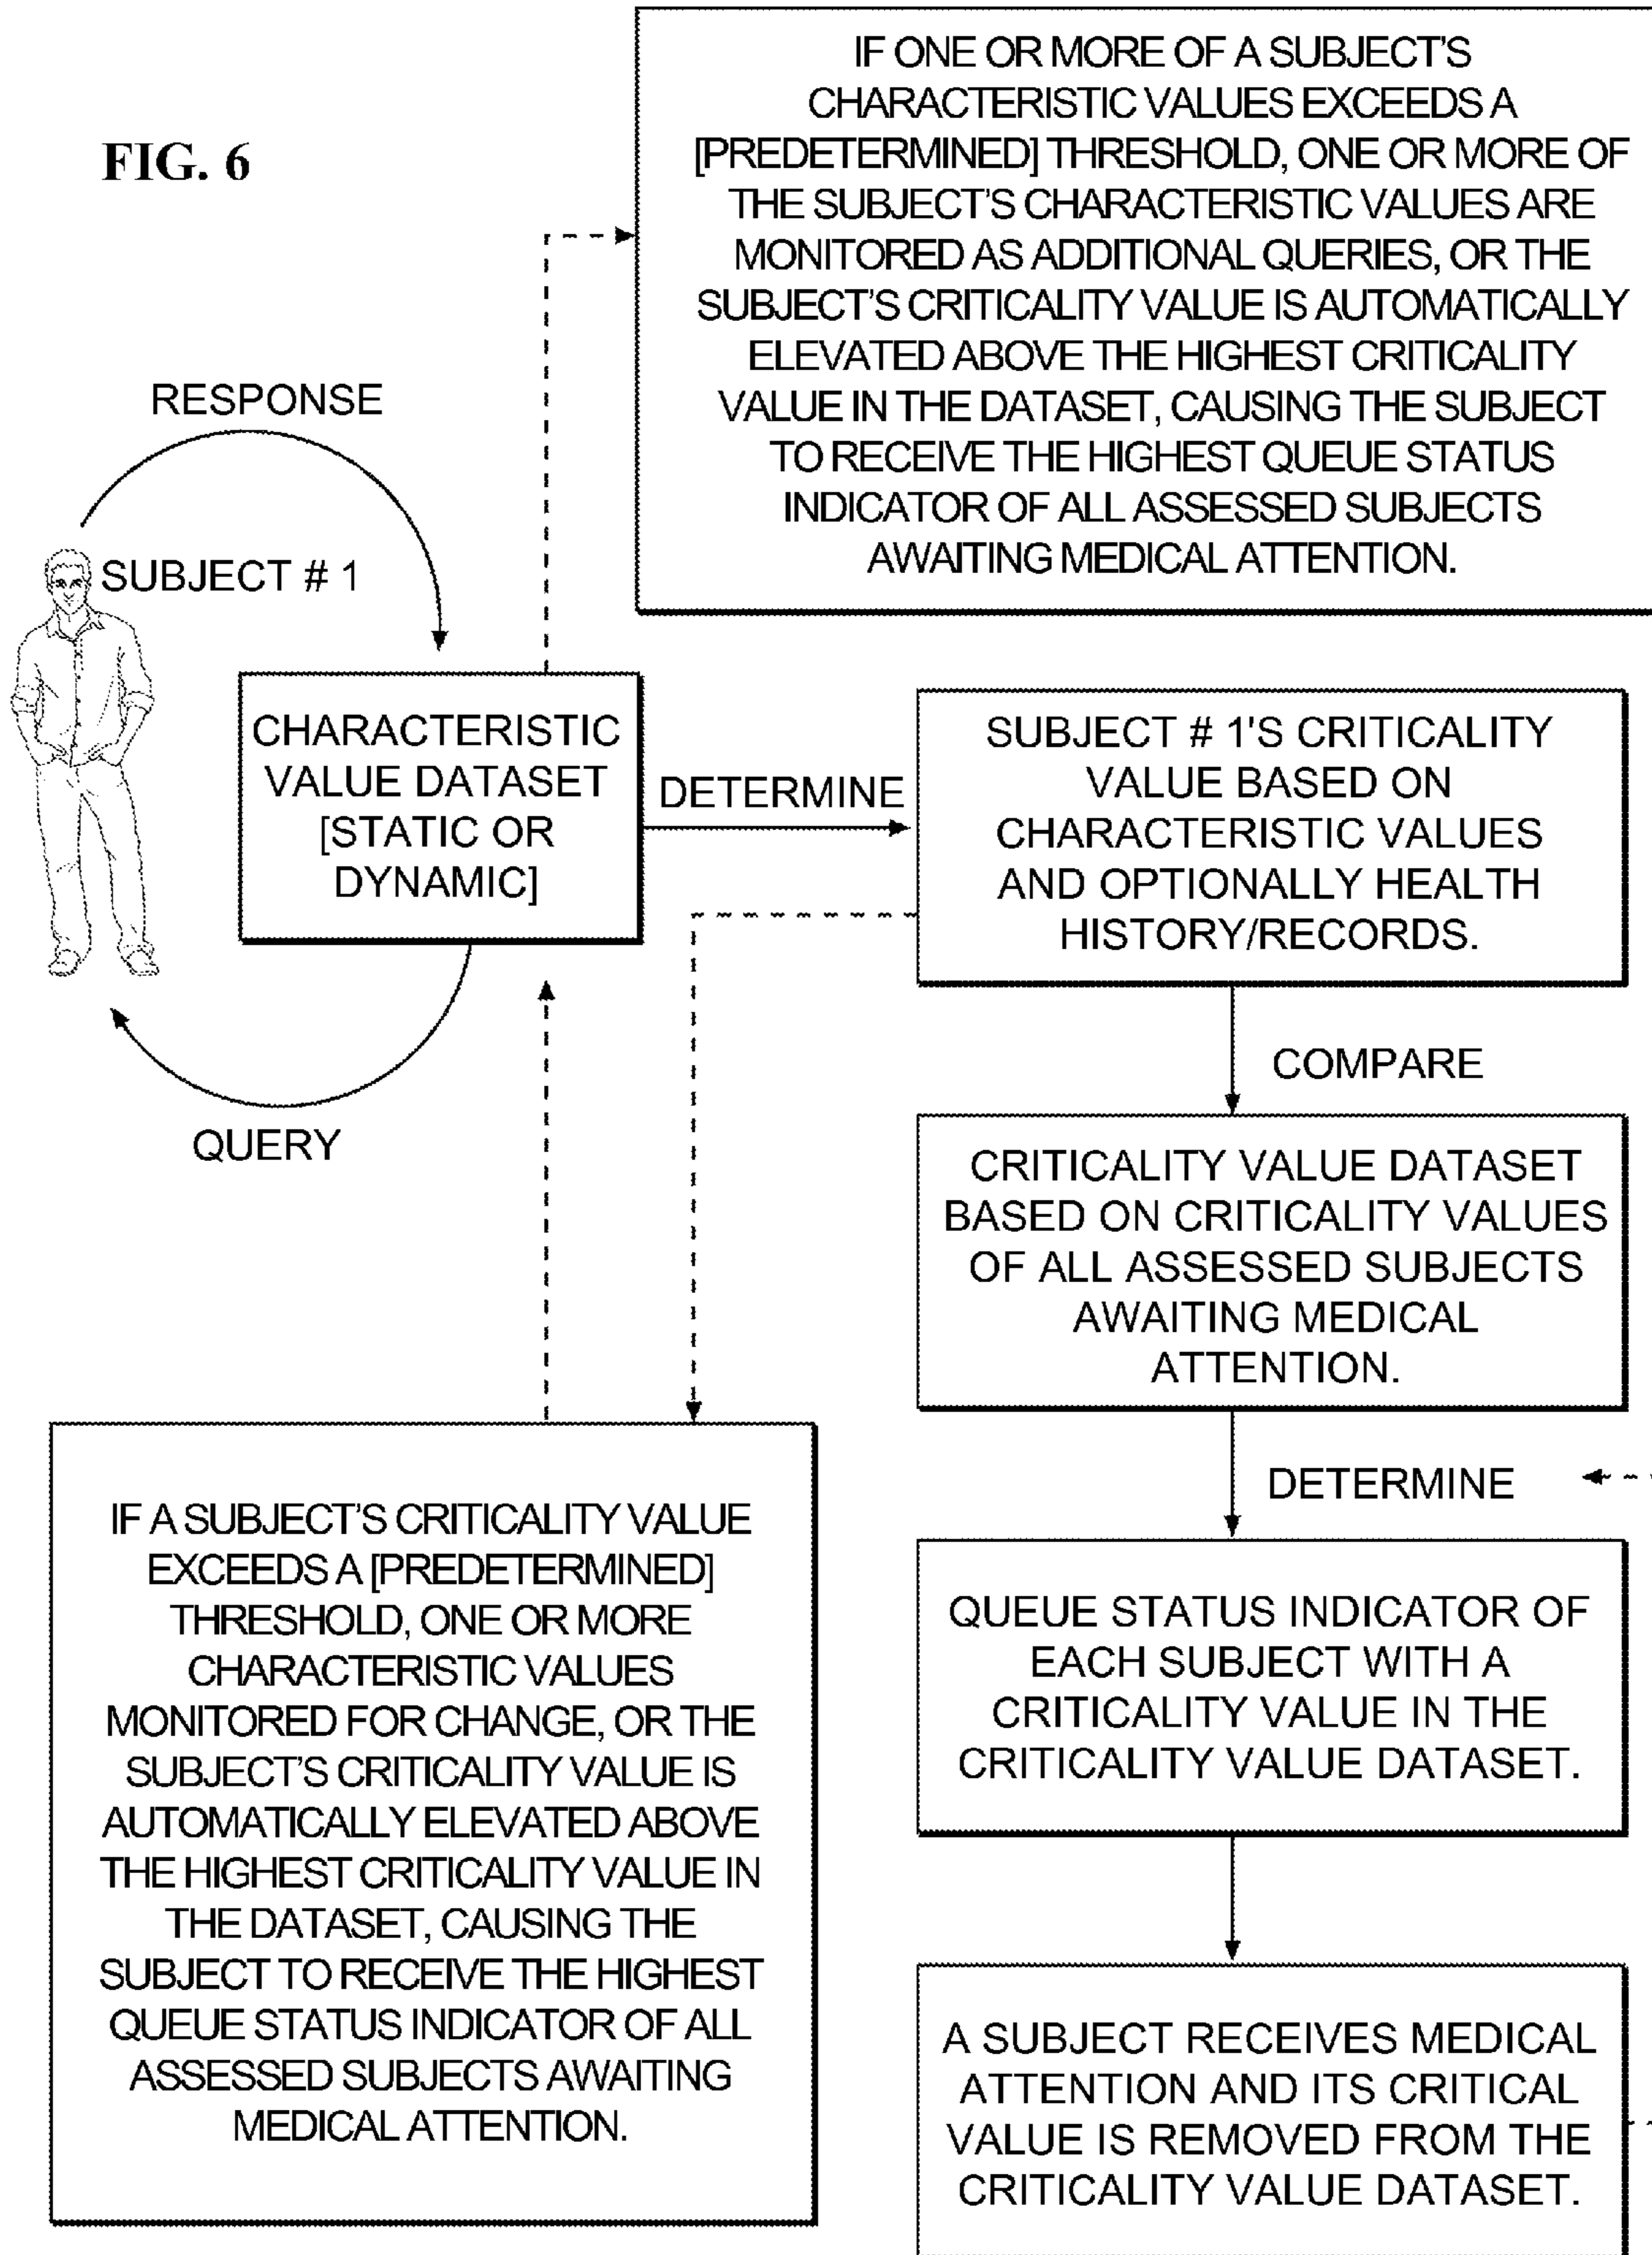 FIG. 6
IF ONE OR MORE OF A SUBJECT'S
CHARACTERISTIC VALUES EXCEEDS A
[PREDETERMINED] THRESHOLD, ONE OR MORE OF
THE SUBJECT'S CHARACTERISTIC VALUES ARE
MONITORED AS ADDITIONAL QUERIES, OR THE
SUBJECT'S CRITICALITY VALUE IS AUTOMATICALLY
ELEVATED ABOVE THE HIGHEST CRITICALITY
VALUE IN THE DATASET, CAUSING THE SUBJECT
TO RECEIVE THE HIGHEST QUEUE STATUS
INDICATOR OF ALL ASSESSED SUBJECTS
AWAITING MEDICAL ATTENTION.
RESPONSE
SUBJECT # 1
CHARACTERISTIC
VALUE DATASET
[STATIC OR
DYNAMIC]
QUERY
DETERMINE
SUBJECT # 1'S CRITICALITY
VALUE BASED ON
CHARACTERISTIC VALUES
AND OPTIONALLY HEALTH
HISTORY/RECORDS.
COMPARE
CRITICALITY VALUE DATASET
BASED ON CRITICALITY VALUES
OF ALL ASSESSED SUBJECTS
AWAITING MEDICAL
ATTENTION.
DETERMINE
QUEUE STATUS INDICATOR OF
EACH SUBJECT WITH A
CRITICALITY VALUE IN THE
CRITICALITY VALUE DATASET.
A SUBJECT RECEIVES MEDICAL
ATTENTION AND ITS CRITICAL
VALUE IS REMOVED FROM THE
CRITICALITY VALUE DATASET.
IF A SUBJECT'S CRITICALITY VALUE
EXCEEDS A [PREDETERMINED]
THRESHOLD, ONE OR MORE
CHARACTERISTIC VALUES
MONITORED FOR CHANGE, OR THE
SUBJECT'S CRITICALITY VALUE IS
AUTOMATICALLY ELEVATED ABOVE
THE HIGHEST CRITICALITY VALUE IN
THE DATASET, CAUSING THE
SUBJECT TO RECEIVE THE HIGHEST
QUEUE STATUS INDICATOR OF ALL
ASSESSED SUBJECTS AWAITING
MEDICAL ATTENTION.